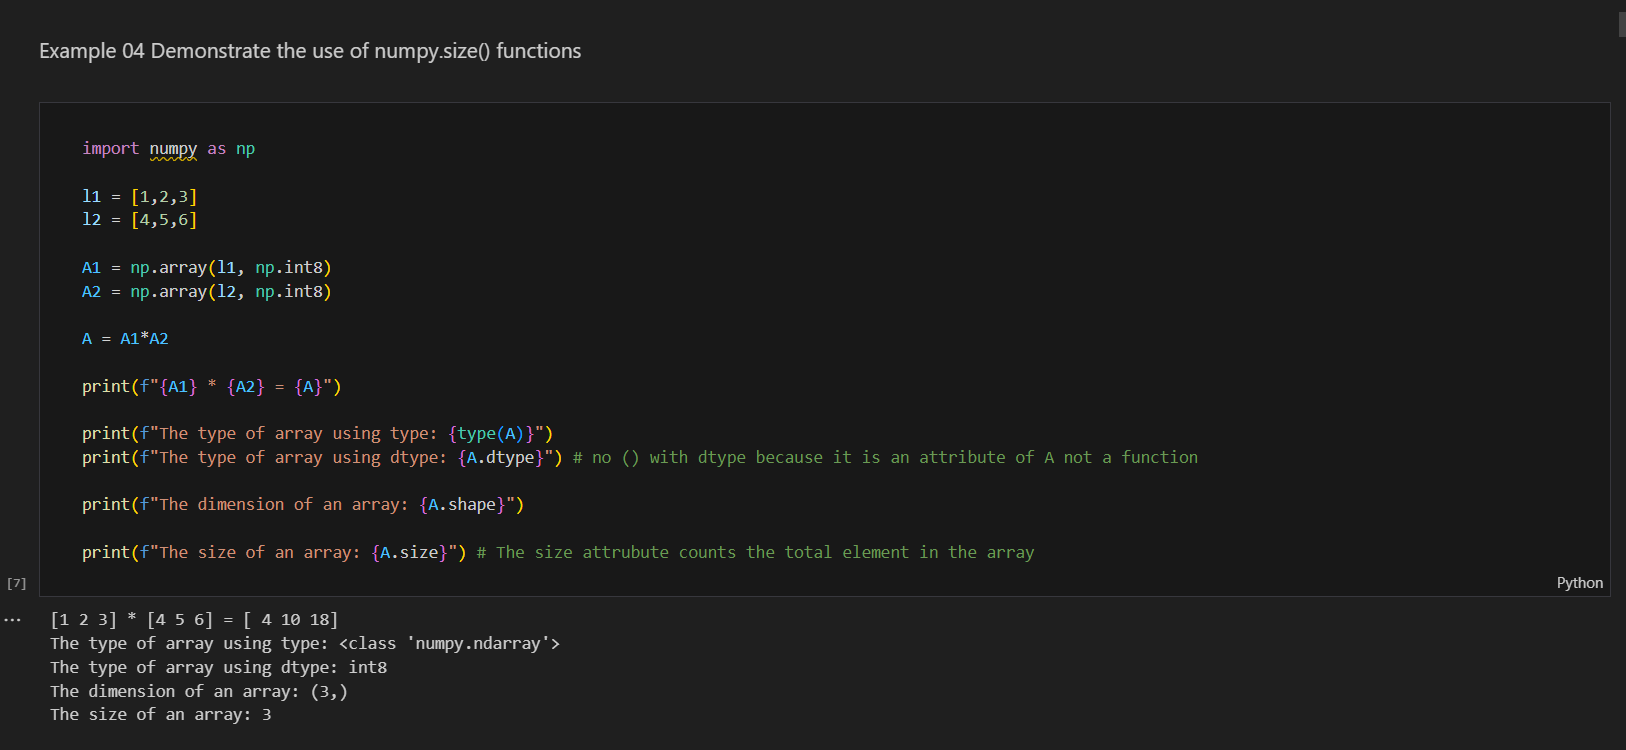 Example 04 Demonstrate the use of numpy.size() functions
import numpy as np
l1 = [1,2,3]
l2 = [4,5,6]
A1 = np.array(l1, np.int8)
A2 = np.array(l2, np.int8)
A = A1*A2
print(f"{A1} * {A2} = {A}")
print(f"The type of array using type: {type(A)}")
print(f"The type of array using dtype: {A.dtype}") # no () with dtype because it is an attribute of A not a function
print(f"The dimension of an array: {A.shape}")
print(f"The size of an array: {A.size}") # The size attrubute counts the total element in the array
[7]
Python
...
[1 2 3] * [4 5 6] = [ 4 10 18]
The type of array using type: <class 'numpy.ndarray'>
The type of array using dtype: int8
The dimension of an array: (3,)
The size of an array: 3